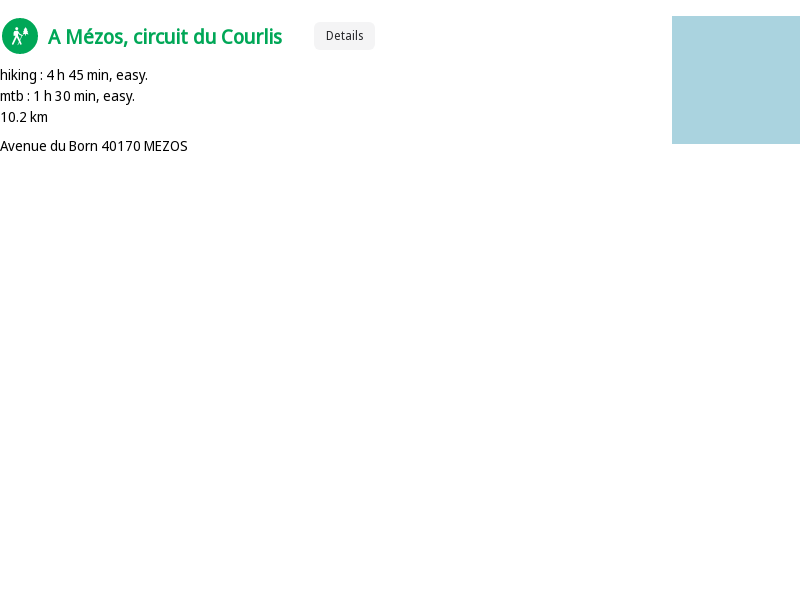 A Mézos, circuit du Courlis
Details
hiking : 4 h 45 min, easy.
mtb : 1 h 30 min, easy.
10.2 km
Avenue du Born 40170 MEZOS